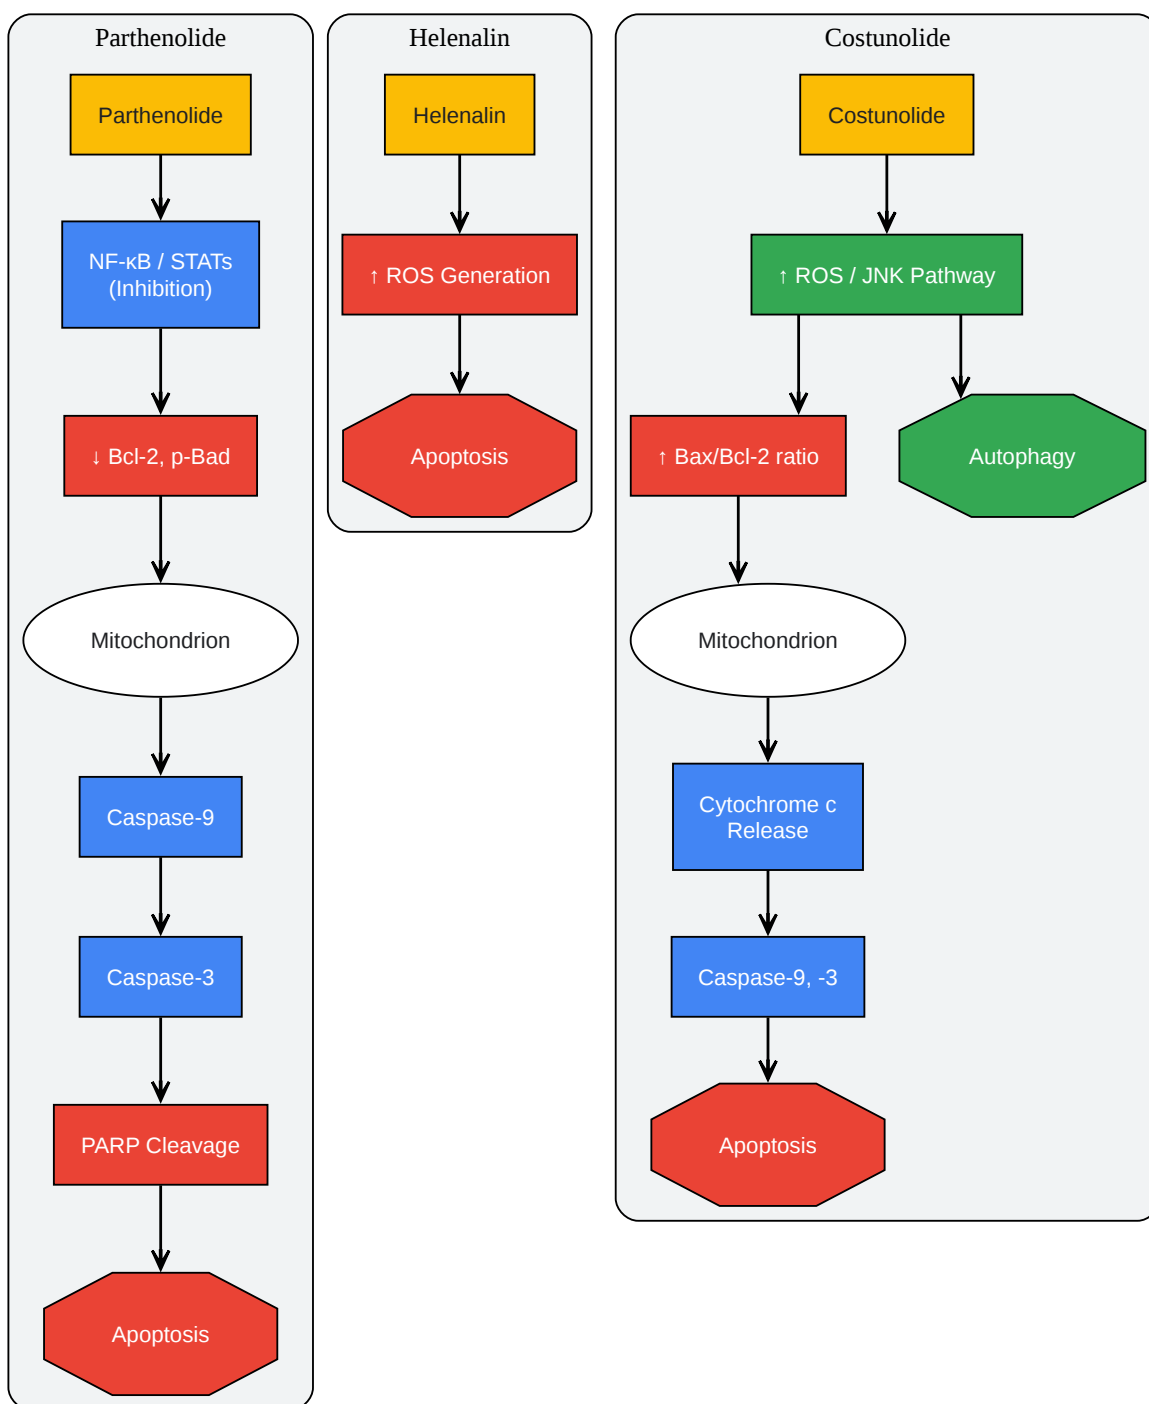 Parthenolide
Parthenolide
NF-κB / STATs
(Inhibition)
↓ Bcl-2, p-Bad
Mitochondrion
Caspase-9
Caspase-3
PARP Cleavage
Apoptosis
Helenalin
Helenalin
↑ ROS Generation
Apoptosis
Costunolide
Costunolide
↑ ROS / JNK Pathway
↑ Bax/Bcl-2 ratio
Autophagy
Mitochondrion
Cytochrome c
Release
Caspase-9, -3
Apoptosis